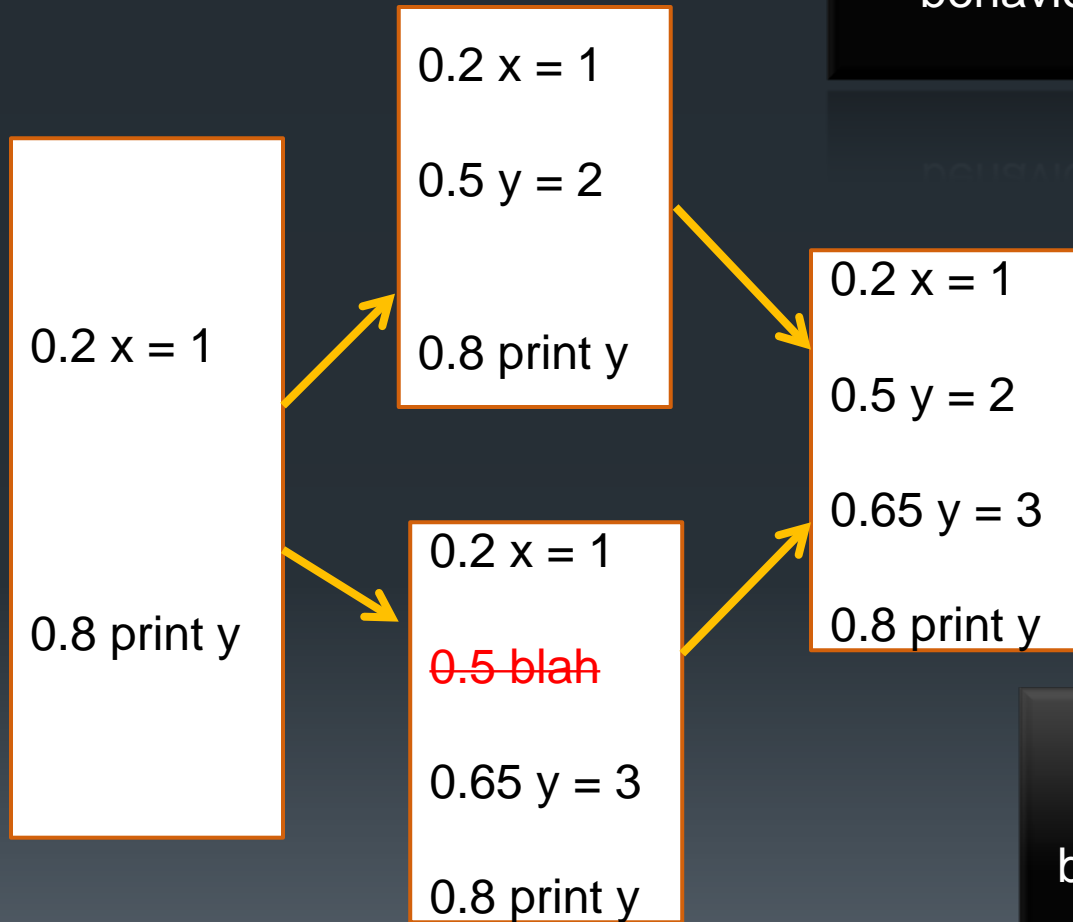 0.2 x = 1
0.8 print y
0.2 x = 1
0.5 y = 2
0.8 print y
0.2 x = 1
0.5 blah
0.65 y = 3
0.8 print y
0.2 x = 1
0.5 y = 2
0.65 y = 3
0.8 print y